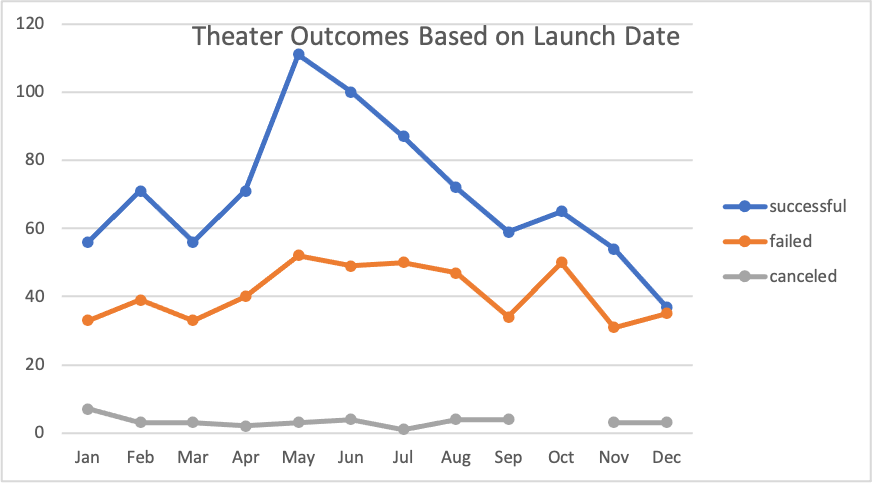 Theater Outcomes Based on Launch Date
120
100
80
60
40
20
0
Jan Feb Mar Apr May Jun Jul Aug Sep Oct Nov Dec
successful
failed
canceled